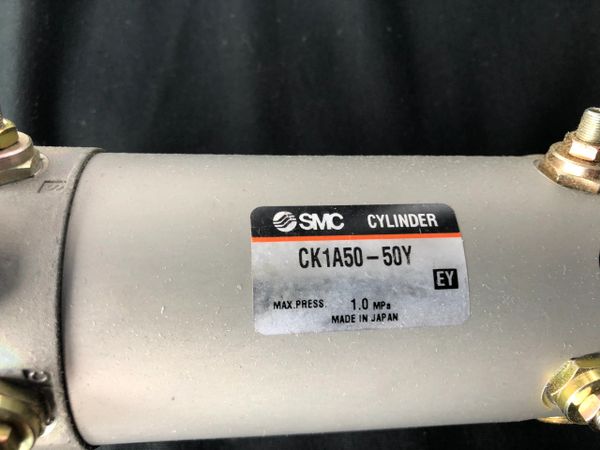 SMC CYLINDER
CK1A50-50Y
EY
MAX.PRESS 1.0 MPa
MADE IN JAPAN